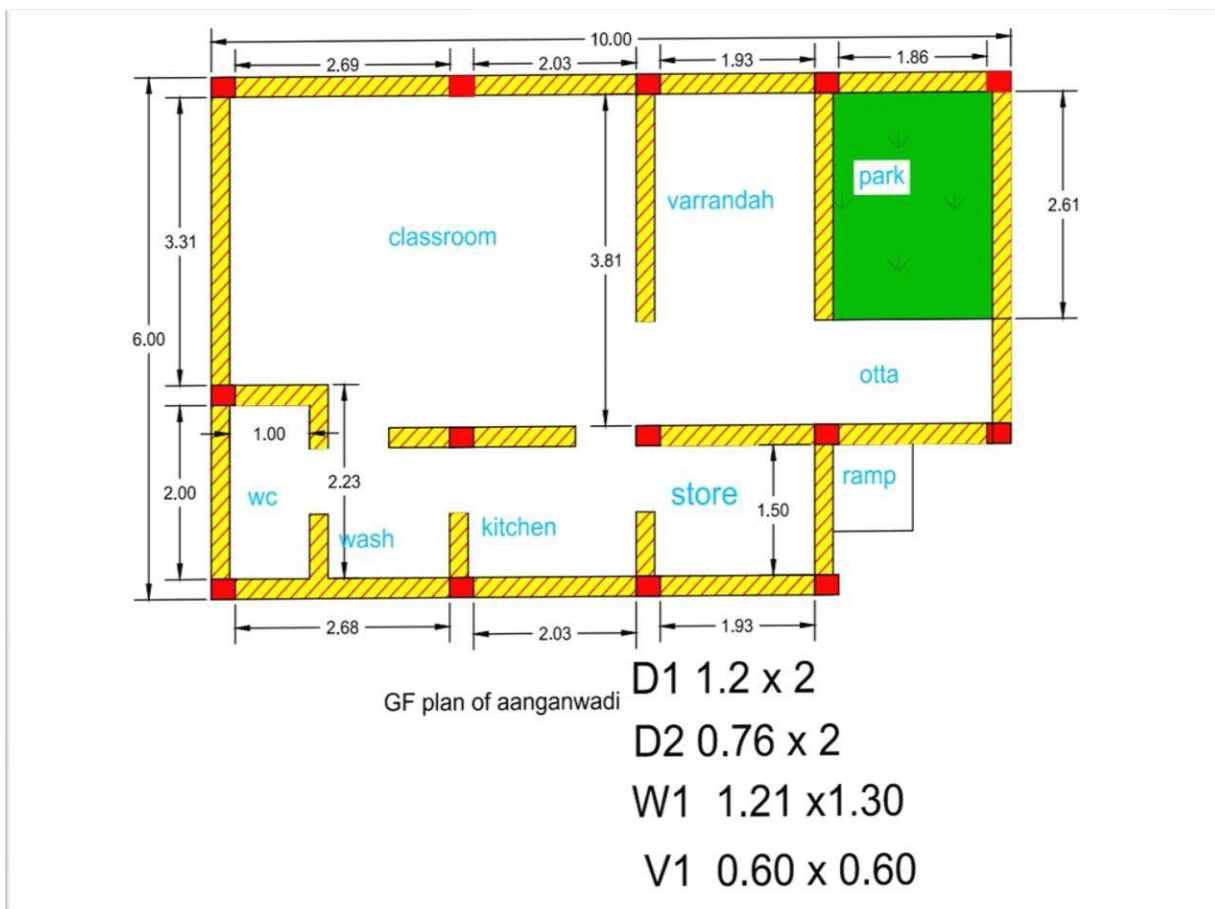 10.00
2.69 2.03 1.93 1.86
park
varrandah
2.61
classroom
3.31
3.81
6.00
otta
1.00
2.00
2.23
wc
wash
kitchen
store
1.50
ramp
2.68 2.03 1.93
GF plan of aanganwadi
D1 1.2 x 2
D2 0.76 x 2
W1 1.21 x1.30
V1 0.60 x 0.60